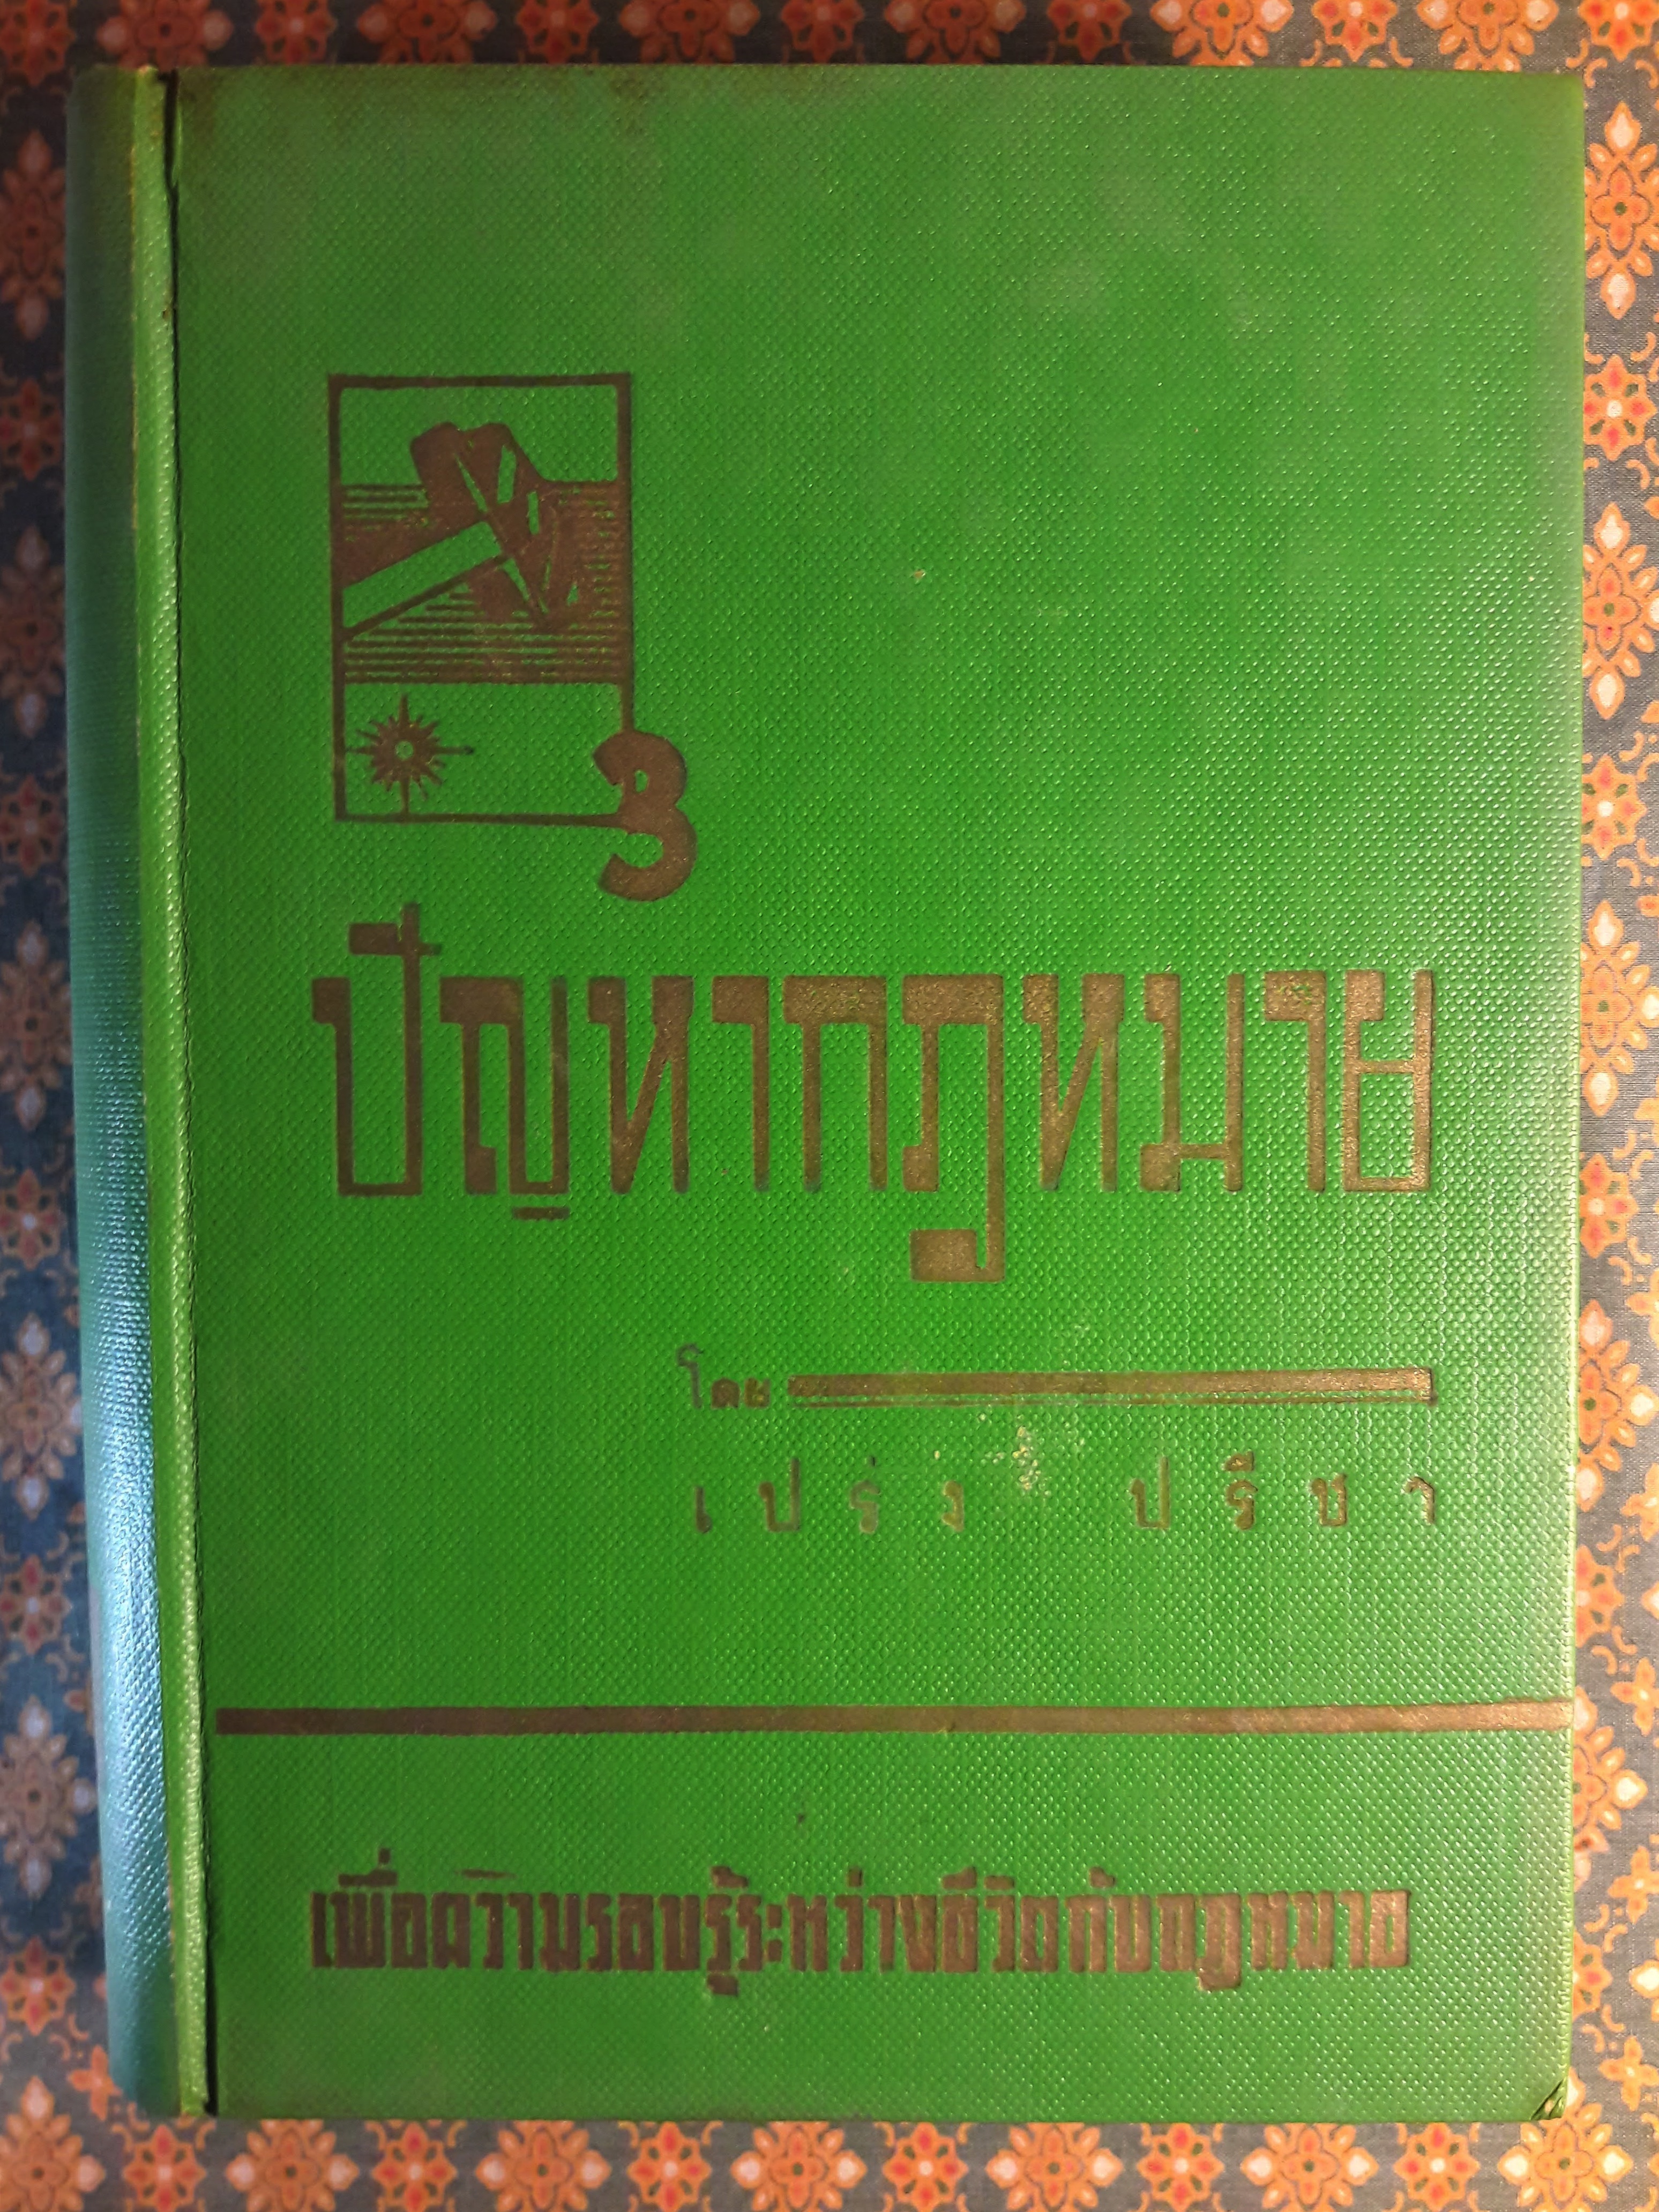 3
ปัญหากฎหมาย
โดย
เปร่ง ปรีชา
เพื่อความรอบรู้ระหว่างชีวิตกับกฎหมาย